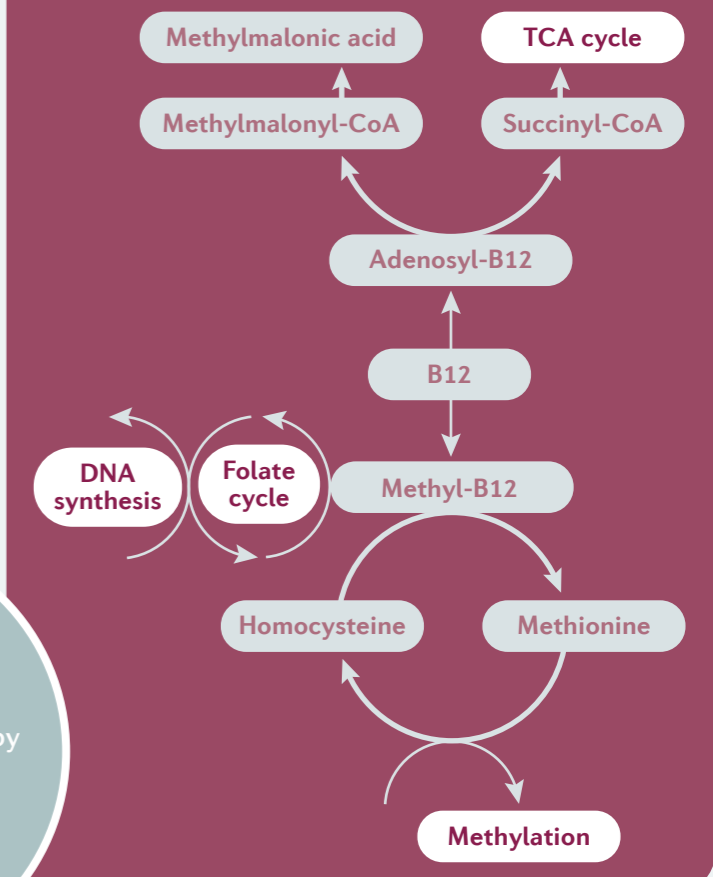 Methylmalonic acid
TCA cycle
Methylmalonyl-CoA
Succinyl-CoA
Adenosyl-B12
B12
DNA
synthesis
Folate
cycle
Methyl-B12
Homocysteine
Methionine
Methylation